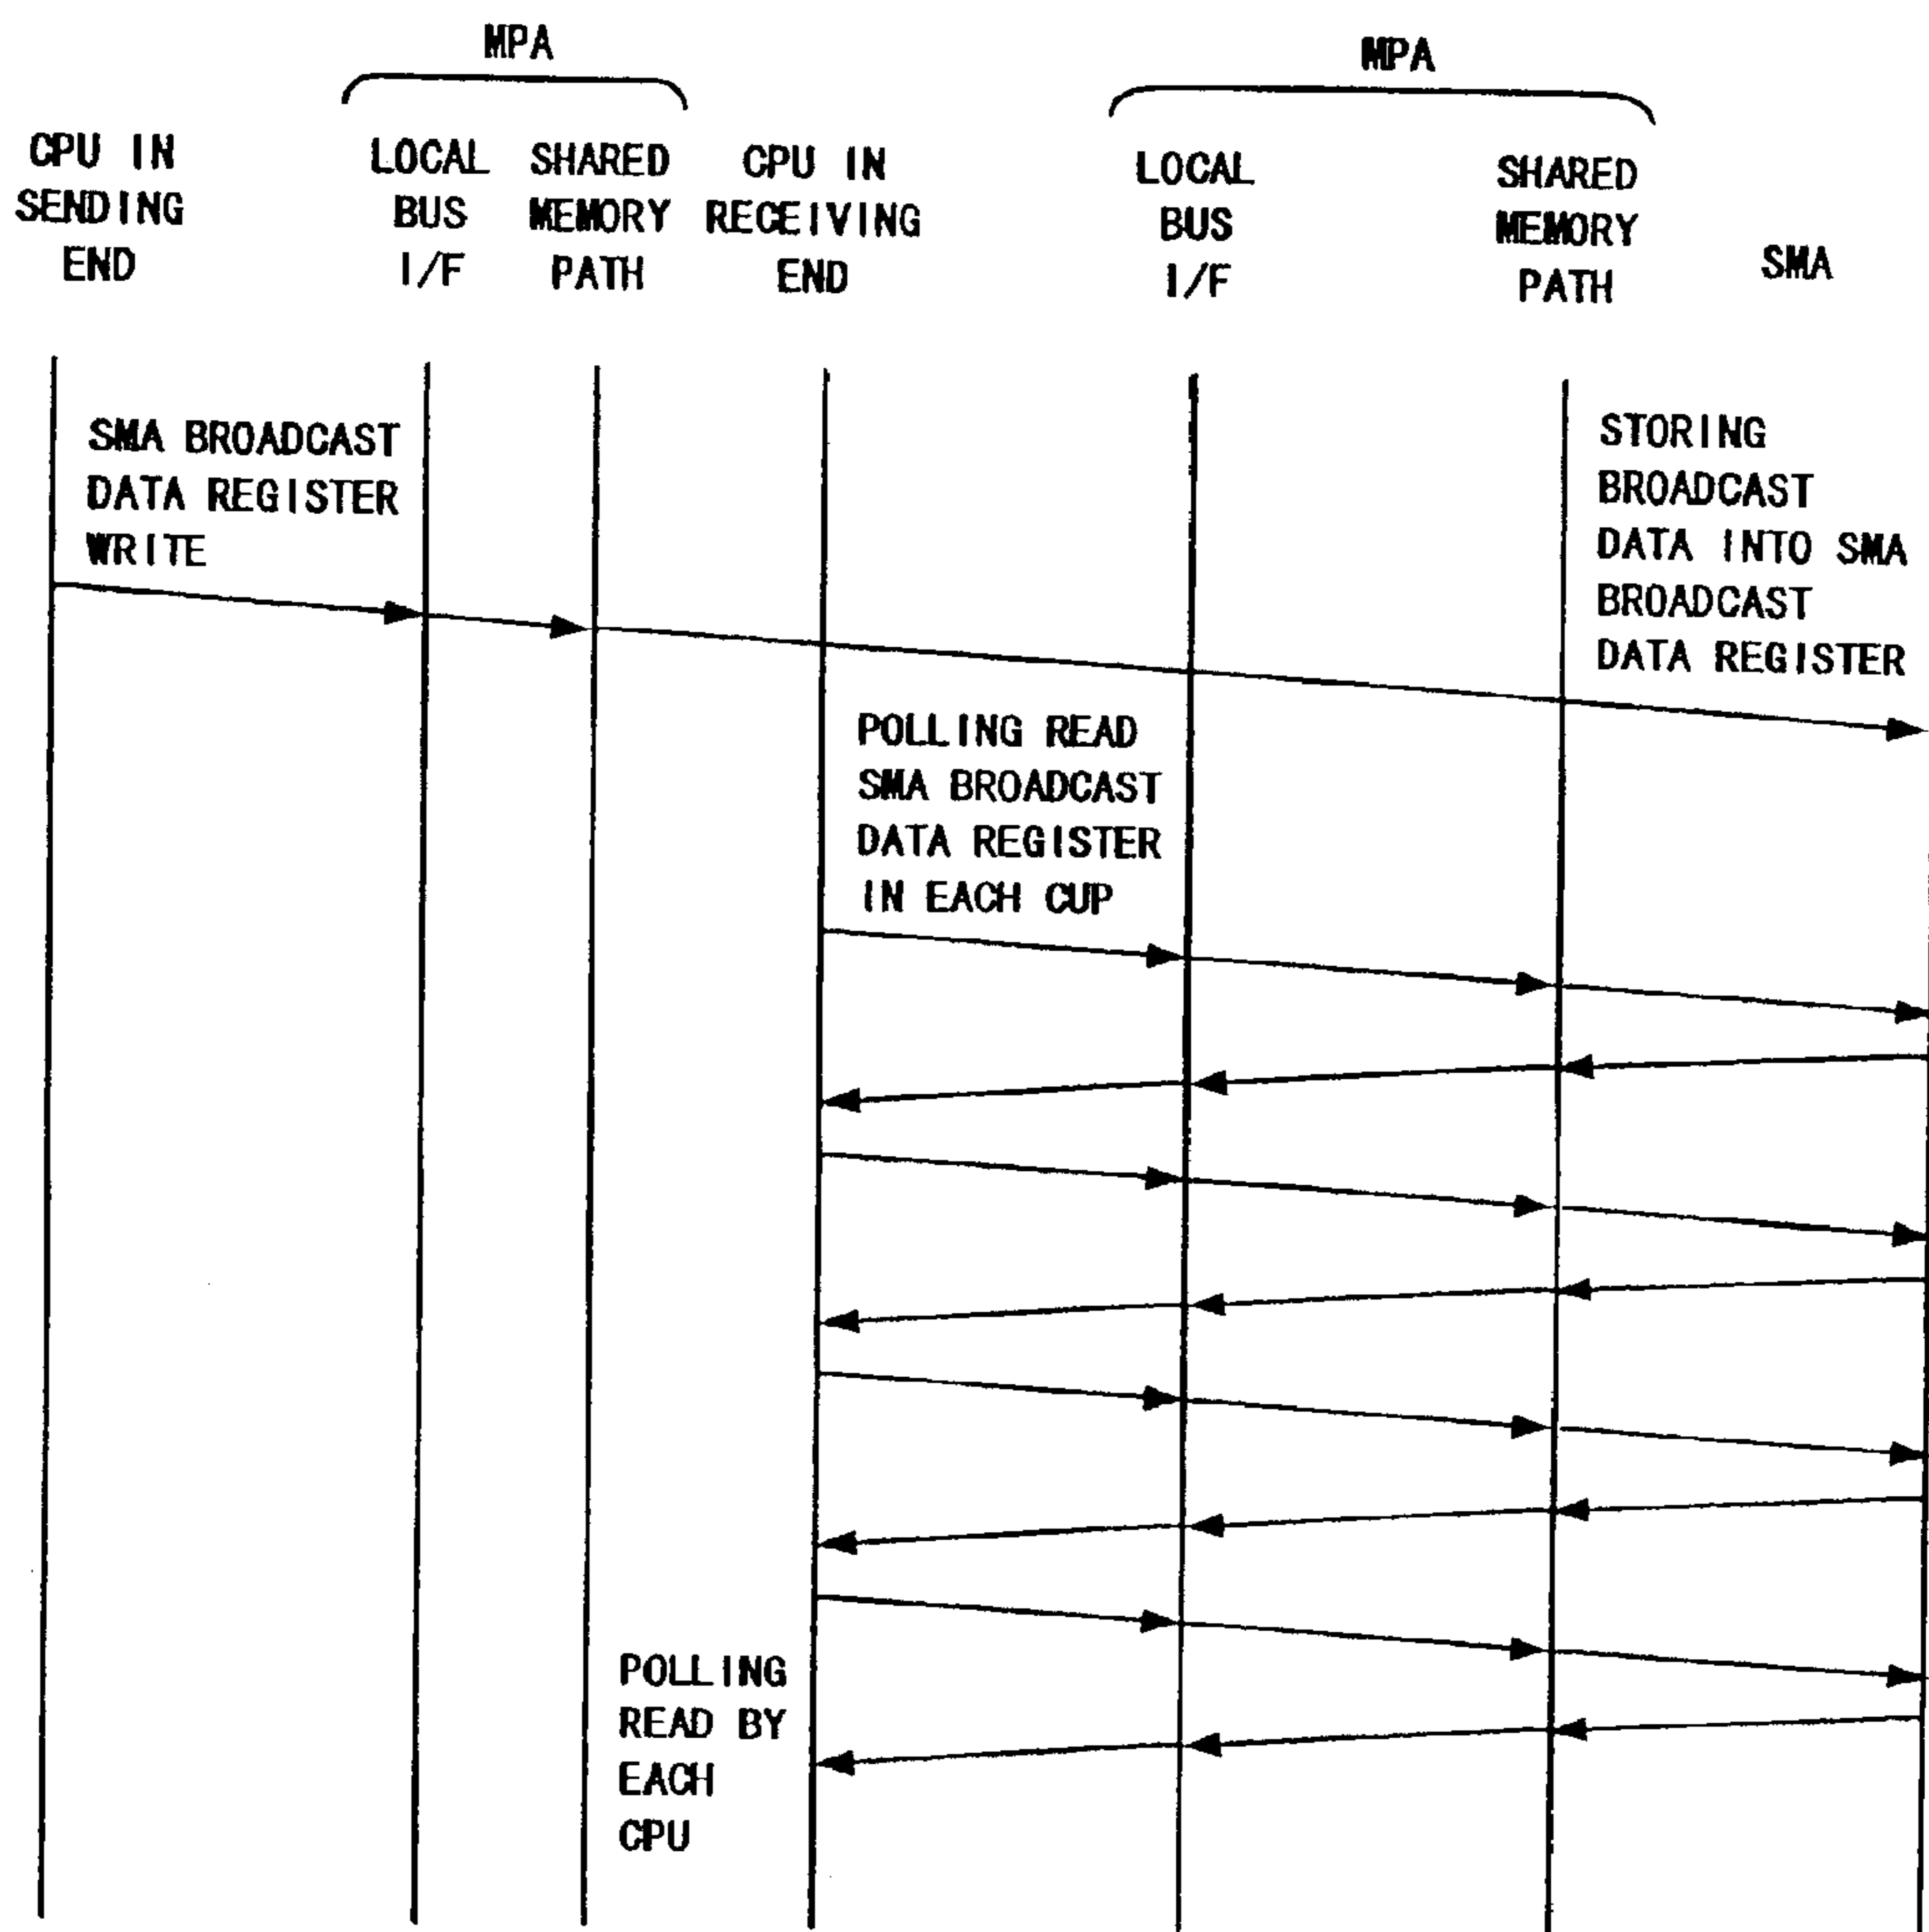 MPA
MPA
CPU IN
SENDING
END
LOCAL
BUS
I/F
SHARED
MEMORY
PATH
CPU IN
RECEIVING
END
LOCAL
BUS
I/F
SHARED
MEMORY
PATH
SMA
SMA BROADCAST
DATA REGISTER
WRITE
STORING
BROADCAST
DATA INTO SMA
BROADCAST
DATA REGISTER
POLLING READ
SMA BROADCAST
DATA REGISTER
IN EACH CUP
POLLING
READ BY
EACH
CPU